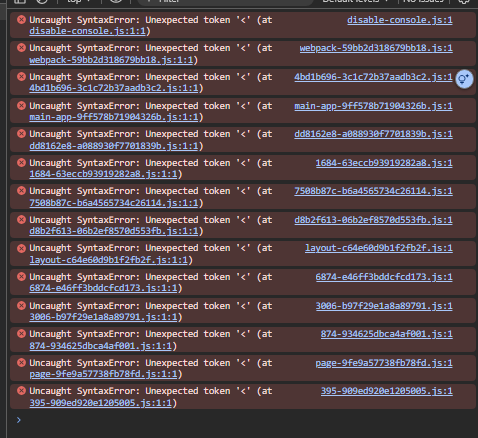 top
Filter
Default levels
No Issues
Uncaught SyntaxError: Unexpected token '<' (at disable-console.js:1
disable-console.js:1:1)
Uncaught SyntaxError: Unexpected token '<' (at webpack-59bb2d318679bb18.js:1
webpack-59bb2d318679bb18.js:1:1)
Uncaught SyntaxError: Unexpected token '<' (at 4bd1b696-3c1c72b37aadb3c2.js:1
4bd1b696-3c1c72b37aadb3c2.js:1:1)
Uncaught SyntaxError: Unexpected token '<' (at main-app-9ff578b71904326b.js:1
main-app-9ff578b71904326b.js:1:1)
Uncaught SyntaxError: Unexpected token '<' (at dd8162e8-a088930f7701839b.js:1
dd8162e8-a088930f7701839b.js:1:1)
Uncaught SyntaxError: Unexpected token '<' (at 1684-63eccb93919282a8.js:1
1684-63eccb93919282a8.js:1:1)
Uncaught SyntaxError: Unexpected token '<' (at 7508b87c-b6a4565734c26114.js:1
7508b87c-b6a4565734c26114.js:1:1)
Uncaught SyntaxError: Unexpected token '<' (at d8b2f613-06b2ef8570d553fb.js:1
d8b2f613-06b2ef8570d553fb.js:1:1)
Uncaught SyntaxError: Unexpected token '<' (at layout-c64e60d9b1f2fb2f.js:1
layout-c64e60d9b1f2fb2f.js:1:1)
Uncaught SyntaxError: Unexpected token '<' (at 6874-e46ff3bddcfcd173.js:1
6874-e46ff3bddcfcd173.js:1:1)
Uncaught SyntaxError: Unexpected token '<' (at 3006-b97f29e1a8a89791.js:1
3006-b97f29e1a8a89791.js:1:1)
Uncaught SyntaxError: Unexpected token '<' (at 874-934625dbca4af001.js:1
874-934625dbca4af001.js:1:1)
Uncaught SyntaxError: Unexpected token '<' (at page-9fe9a57738fb78fd.js:1
page-9fe9a57738fb78fd.js:1:1)
Uncaught SyntaxError: Unexpected token '<' (at 395-909ed920e1205005.js:1
395-909ed920e1205005.js:1:1)